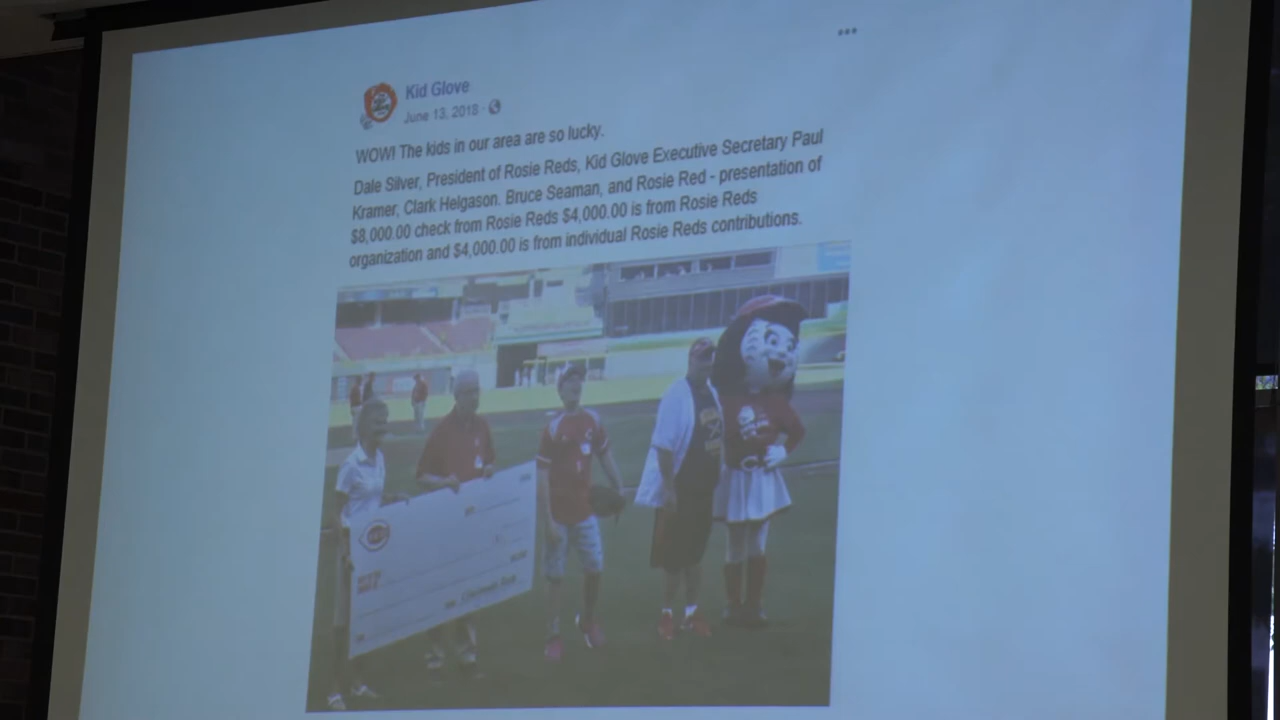 Kid Glove
June 13, 2018 ·
WOW! The kids in our area are so lucky.
Dale Silver, President of Rosie Reds, Kid Glove Executive Secretary Paul
Kramer, Clark Helgason. Bruce Seaman, and Rosie Red - presentation of
$8,000.00 check from Rosie Reds $4,000.00 is from Rosie Reds
organization and $4,000.00 is from individual Rosie Reds contributions.